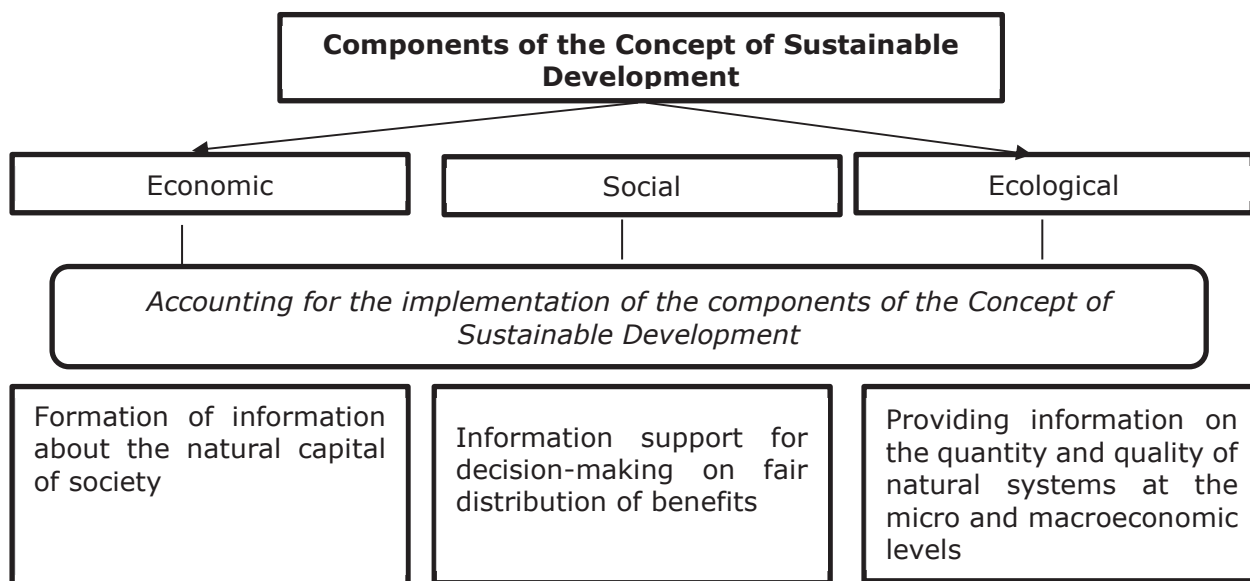 Components of the Concept of Sustainable
Development
Economic
Social
Ecological
Accounting for the implementation of the components of the Concept of
Sustainable Development
Formation of information
about the natural capital
of society
Information support for
decision-making on fair
distribution of benefits
Providing information on
the quantity and quality of
natural systems at the
micro and macroeconomic
levels